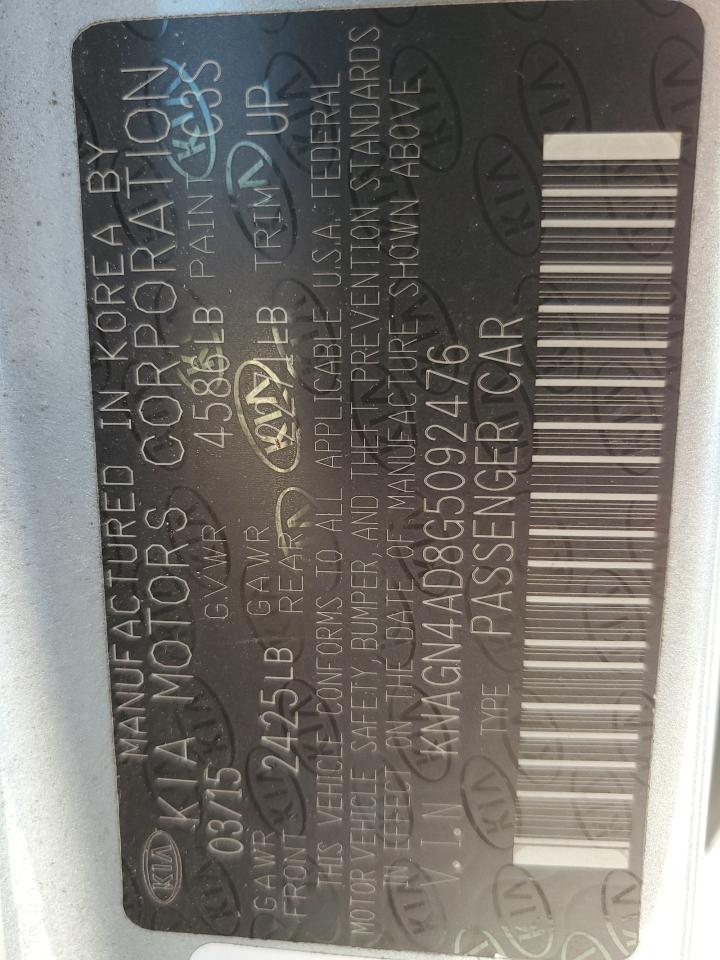 MANUFACTURED IN KOREA BY
KIA KIA MOTORS CORPORATION
03/15 GVWR 4586LB PAINT
GAWR FRONT 2425LB GAWR REAR 2271LB TRIM UP
THIS VEHICLE CONFORMS TO ALL APPLICABLE U.S.A. FEDERAL
MOTOR VEHICLE SAFETY, BUMPER, AND THEFT PREVENTION STANDARDS
IN EFFECT ON THE DATE OF MANUFACTURE SHOWN ABOVE
V.I.N KNAGN4AD8G5092476
TYPE PASSENGER CAR